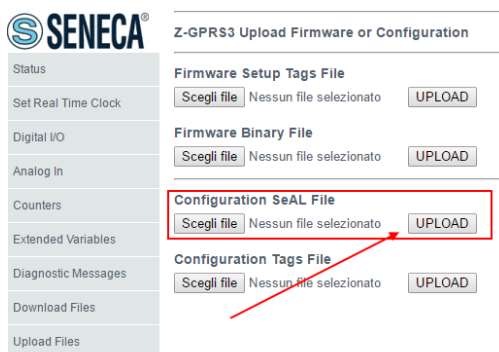 SENECA®
Z-GPRS3 Upload Firmware or Configuration
Status
Set Real Time Clock
Digital I/O
Analog In
Counters
Extended Variables
Diagnostic Messages
Download Files
Upload Files
Firmware Setup Tags File
Scegli file Nessun file selezionato UPLOAD
Firmware Binary File
Scegli file Nessun file selezionato UPLOAD
Configuration SeAL File
Scegli file Nessun file selezionato UPLOAD
Configuration Tags File
Scegli file Nessun file selezionato UPLOAD